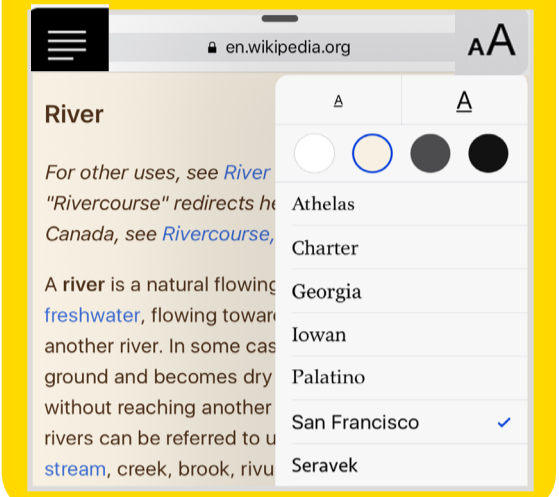 en.wikipedia.org
AA
A A
River
For other uses, see River
"Rivercourse" redirects he
Canada, see Rivercourse,
A river is a natural flowing
freshwater, flowing toward
another river. In some cas
ground and becomes dry
without reaching another
rivers can be referred to u
stream, creek, brook, rivu
Athelas
Charter
Georgia
Iowan
Palatino
San Francisco
Seravek